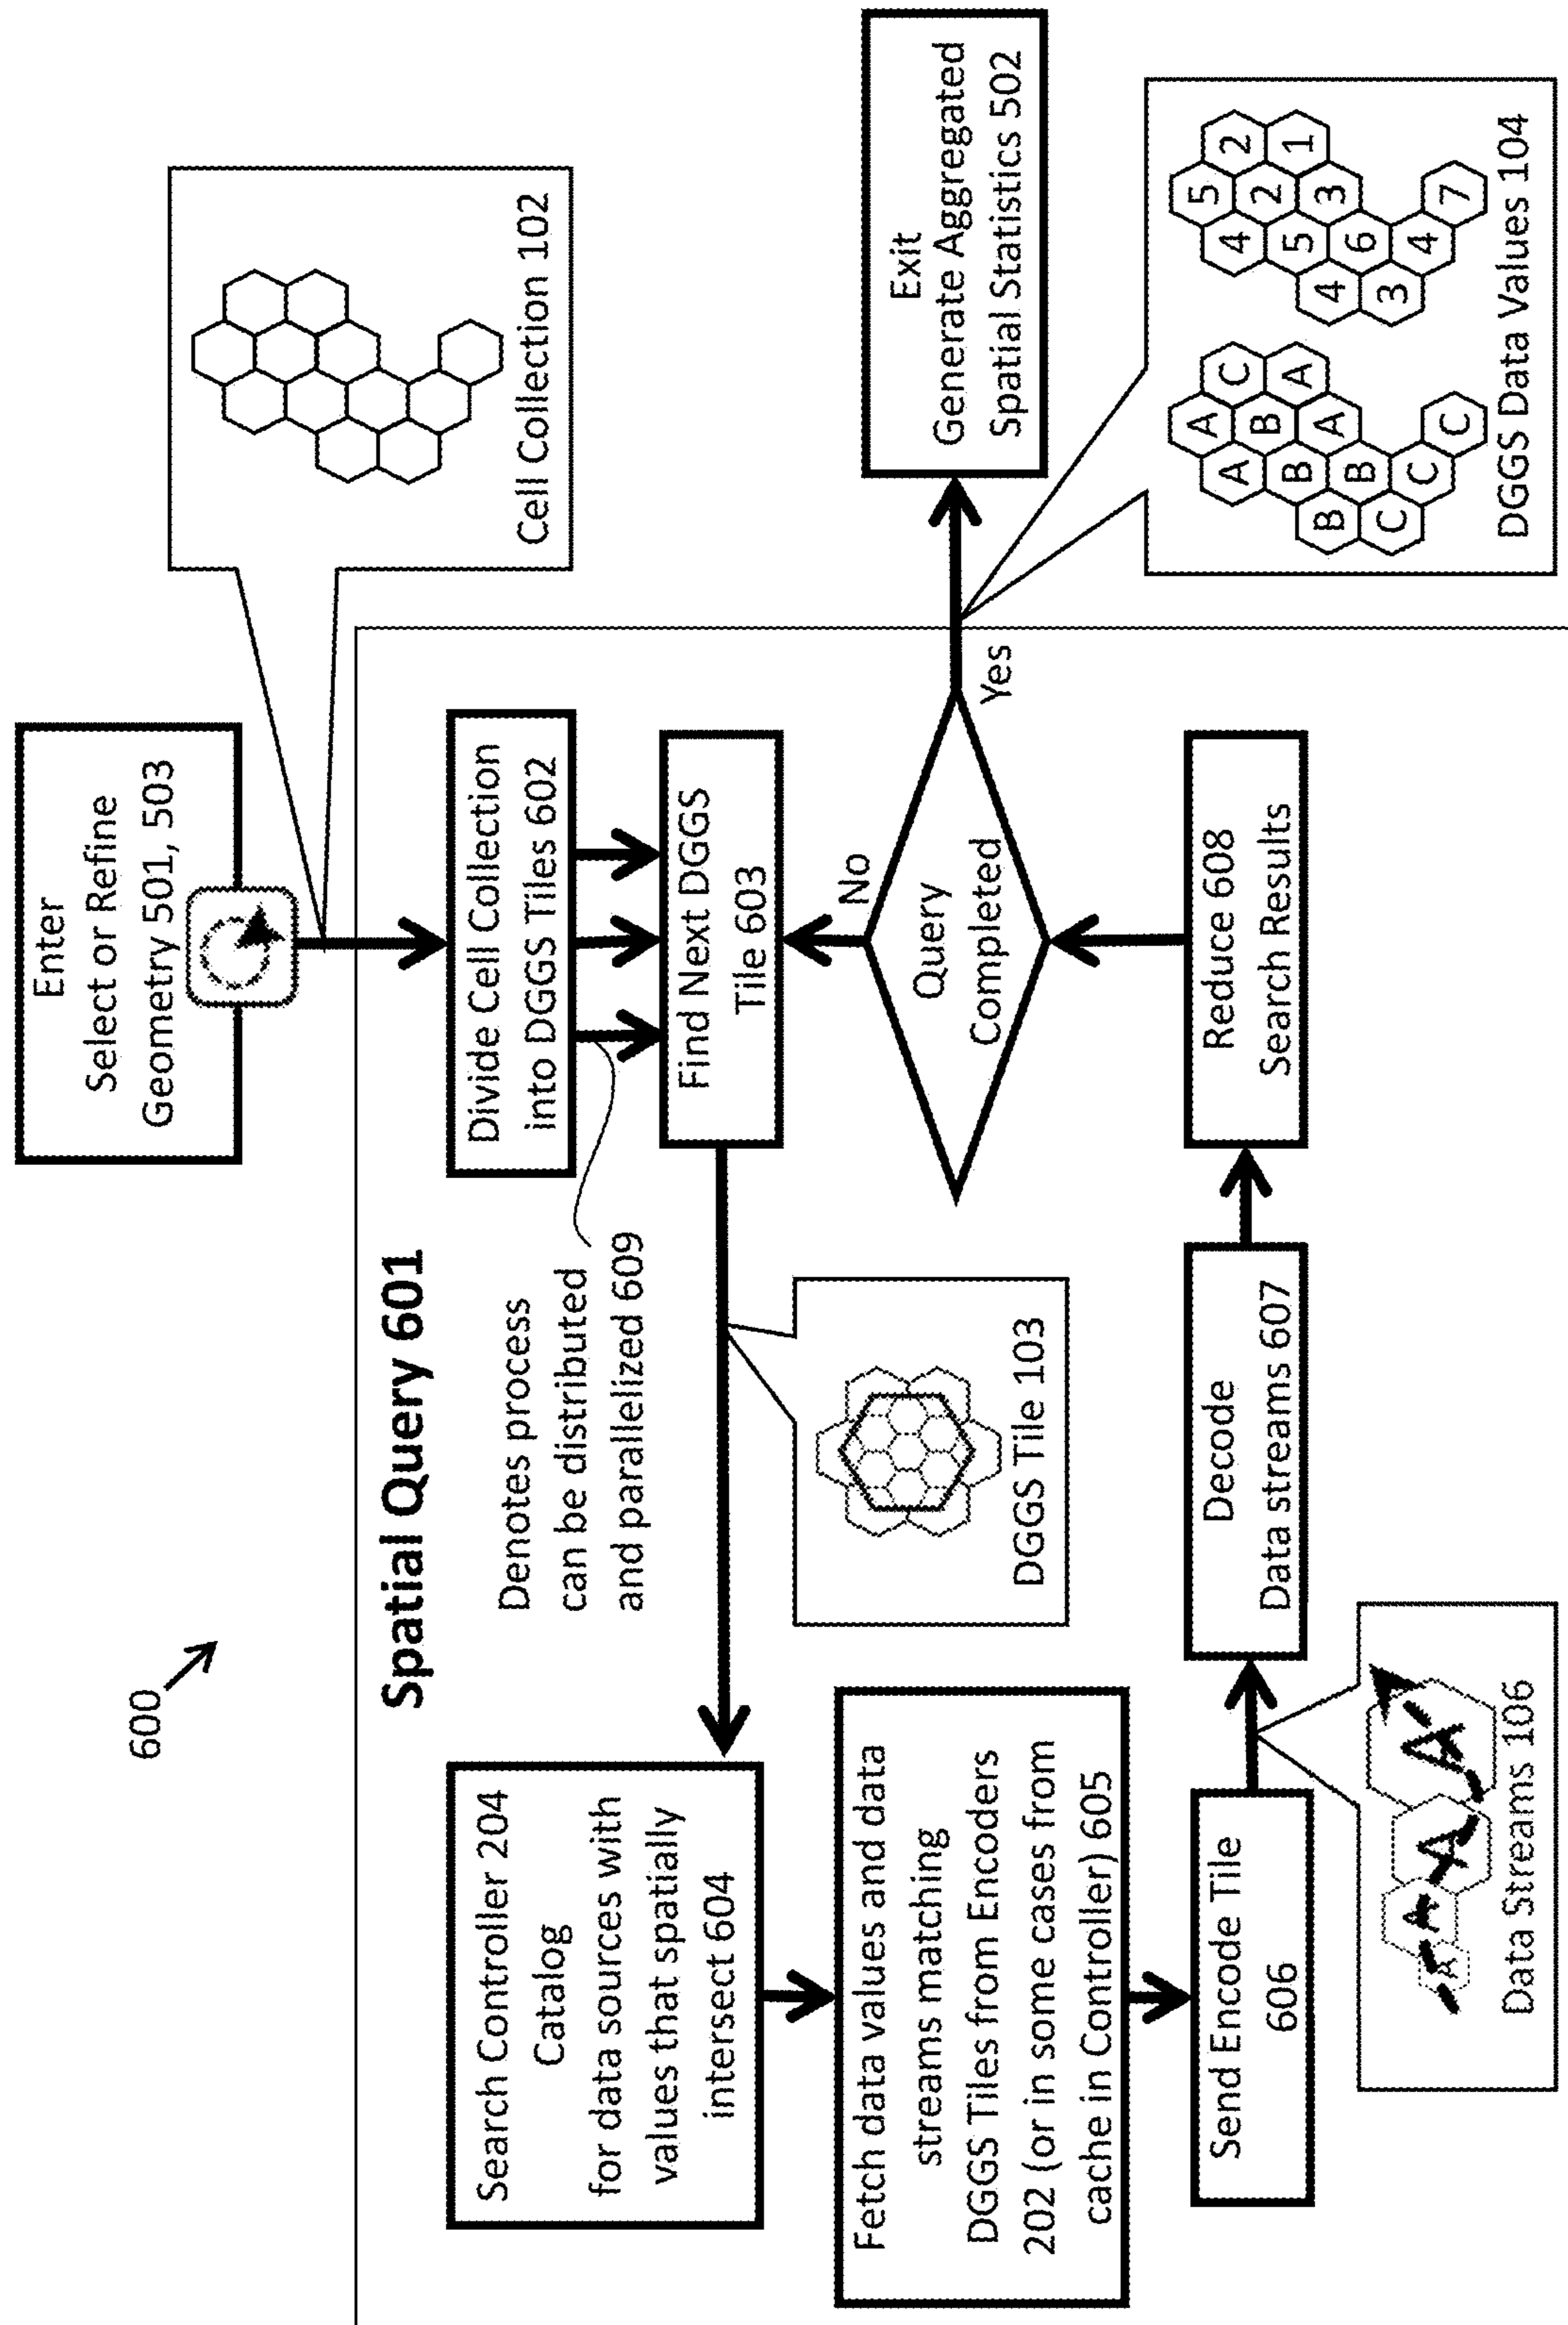 600
Enter
Select or Refine
Geometry 501, 503
Cell Collection 102
Spatial Query 601
Divide Cell Collection
into DGGS Tiles 602
Denotes process
can be distributed
and parallelized 609
Find Next DGGS
Tile 603
DGGS Tile 103
Search Controller 204
Catalog
for data sources with
values that spatially
intersect 604
Fetch data values and data
streams matching
DGGS Tiles from Encoders
202 (or in some cases from
cache in Controller) 605
Send Encode Tile
606
A A A A
Data Streams 106
Decode
Data streams 607
Reduce 608
Search Results
Query
Completed
No
Yes
Exit
Generate Aggregated
Spatial Statistics 502
A
A C
B
B A
B A
B
C C
C
5
4 2
2
5 1
4 3
6
3 4
7
DGGS Data Values 104